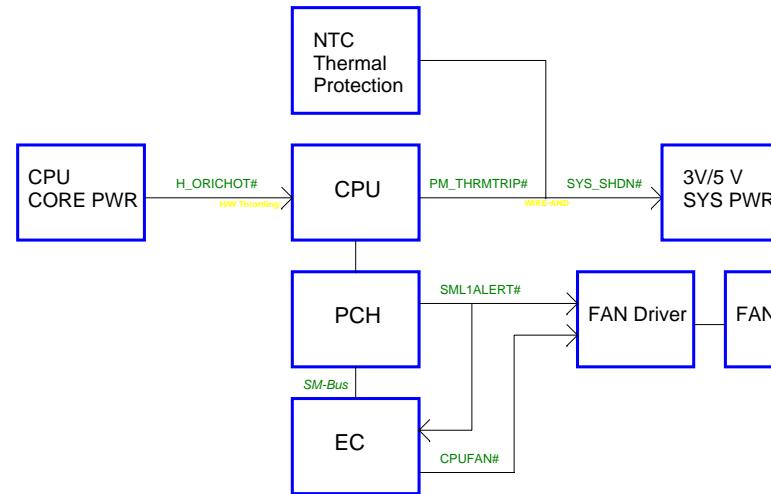 NTC
Thermal
Protection
CPU
CORE PWR
H_ORICHOT#
H/W Throttling
CPU
PM_THRMTRIP#
SYS_SHDN#
WIRE-AND
3V/5 V
SYS PWR
PCH
SML1ALERT#
FAN Driver
FAN
SM-Bus
EC
CPUFAN#